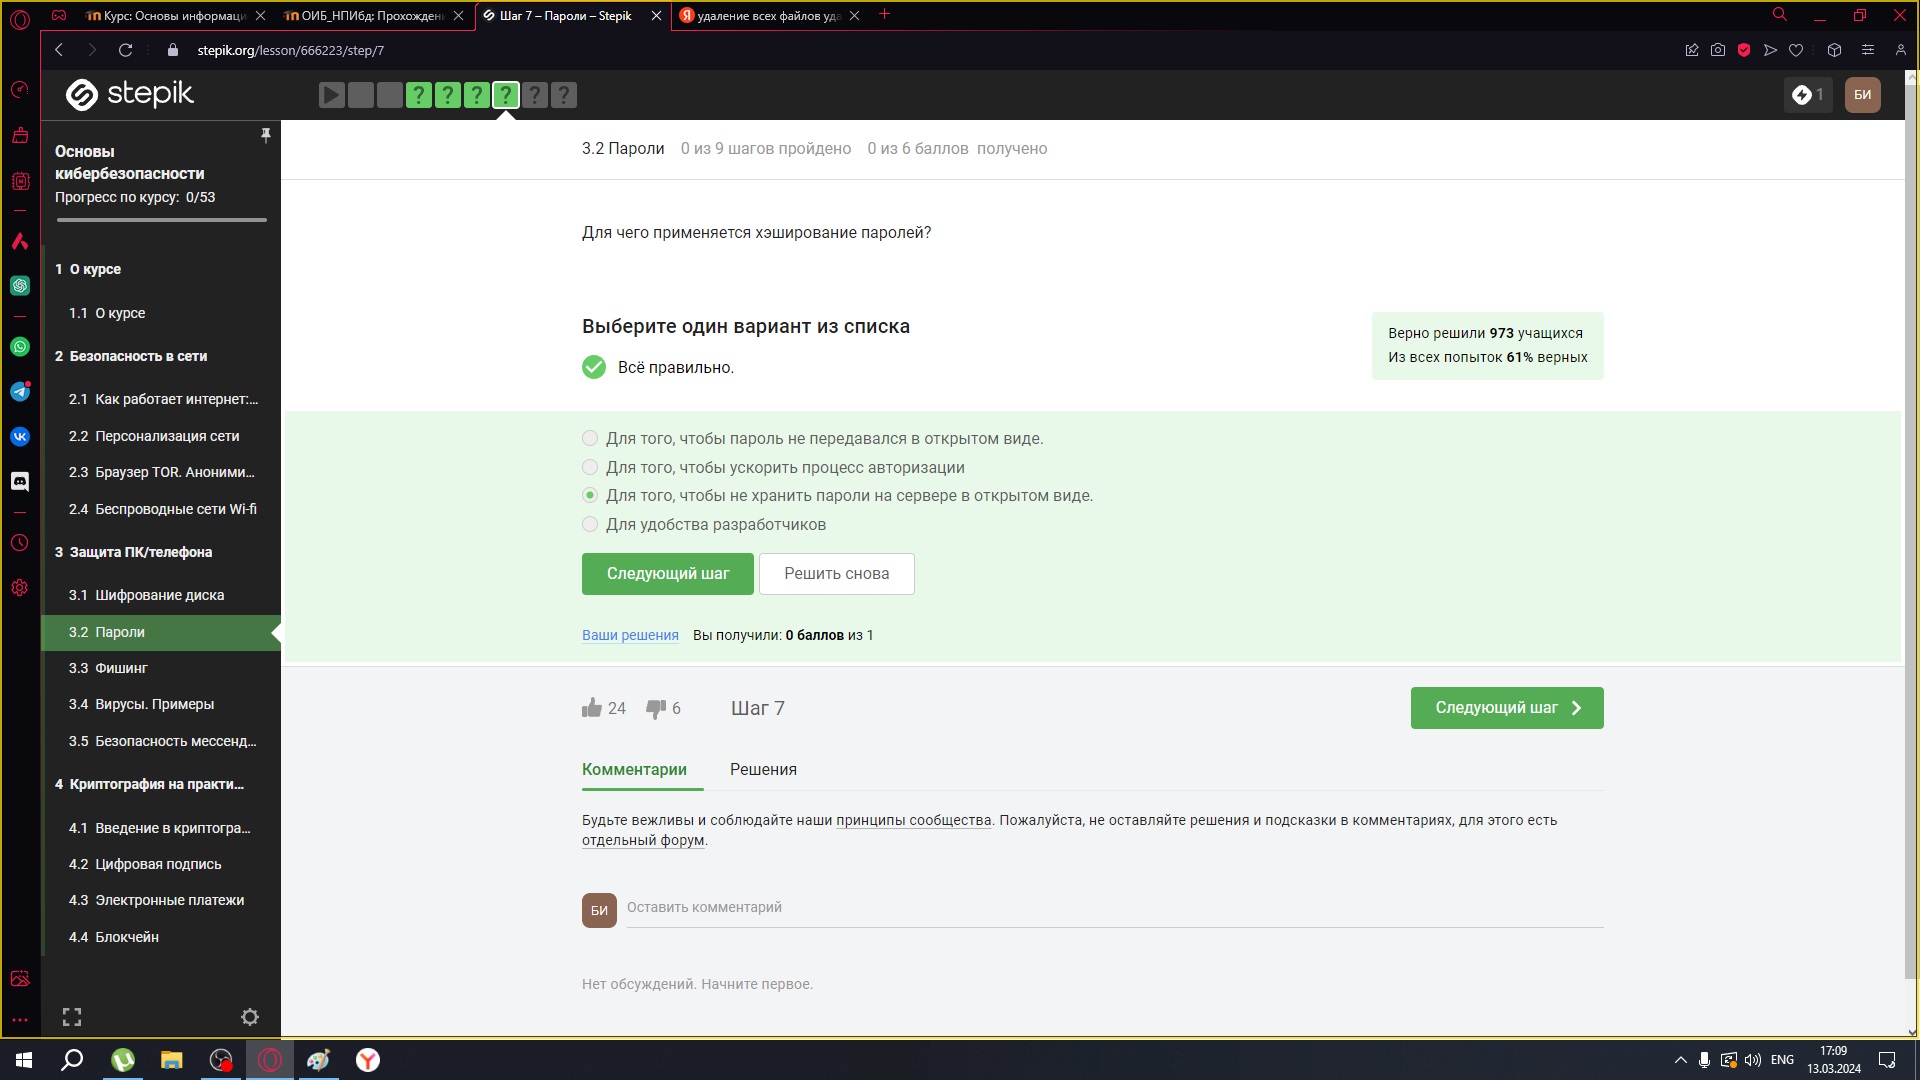 Курс: Основы информаци
ОИБ_НПИбд: Прохожден
Шаг 7 – Пароли – Stepik
Я удаление всех файлов уда
stepik.org/lesson/666223/step/7
stepik
? ? ? ? ? ?
1
БИ
Основы
кибербезопасности
Прогресс по курсу: 0/53
1 О курсе
1.1 О курсе
2 Безопасность в сети
2.1 Как работает интернет:...
2.2 Персонализация сети
2.3 Браузер TOR. Аноними...
2.4 Беспроводные сети Wi-fi
3 Защита ПК/телефона
3.1 Шифрование диска
3.2 Пароли
3.3 Фишинг
3.4 Вирусы. Примеры
3.5 Безопасность мессенд...
4 Криптография на практи...
4.1 Введение в криптогра...
4.2 Цифровая подпись
4.3 Электронные платежи
4.4 Блокчейн
3.2 Пароли 0 из 9 шагов пройдено 0 из 6 баллов получено
Для чего применяется хэширование паролей?
Выберите один вариант из списка
Всё правильно.
Верно решили 973 учащихся
Из всех попыток 61% верных
Для того, чтобы пароль не передавался в открытом виде.
Для того, чтобы ускорить процесс авторизации
Для того, чтобы не хранить пароли на сервере в открытом виде.
Для удобства разработчиков
Следующий шаг
Решить снова
Ваши решения Вы получили: 0 баллов из 1
24 6 Шаг 7
Следующий шаг
Комментарии Решения
Будьте вежливы и соблюдайте наши принципы сообщества. Пожалуйста, не оставляйте решения и подсказки в комментариях, для этого есть
отдельный форум.
БИ
Оставить комментарий
Нет обсуждений. Начните первое.
ENG
17:09
13.03.2024